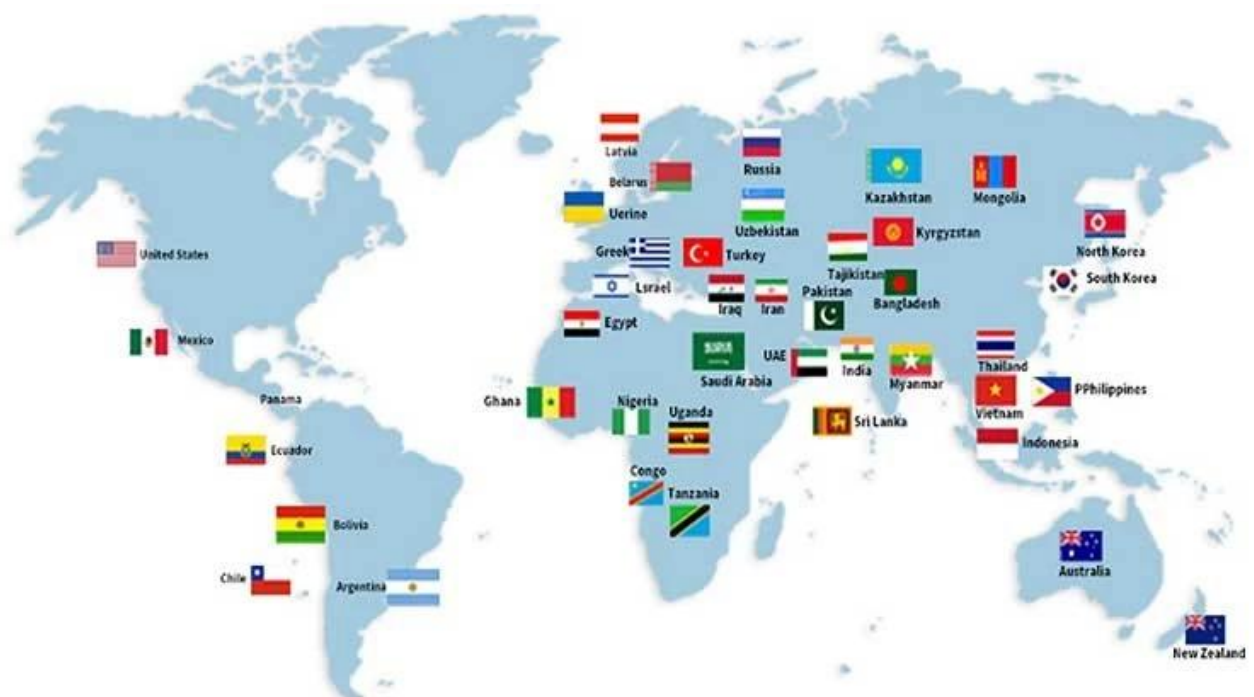 Latvia
Russia
Belarus
Kazakhstan
Mongolia
Uerine
Uzbekistan
Kyrgyzstan
North Korea
United States
Greek
Turkey
Tajikistan
South Korea
Lsrael
Iraq
Iran
Pakistan
Bangladesh
Egypt
Mexico
Saudi Arabia
UAE
India
Myanmar
Thailand
Panama
Ghana
Nigeria
Uganda
Sri Lanka
Vietnam
PPhilippines
Ecuador
Indonesia
Congo
Tanzania
Bolivia
Chile
Argentina
Australia
New Zealand